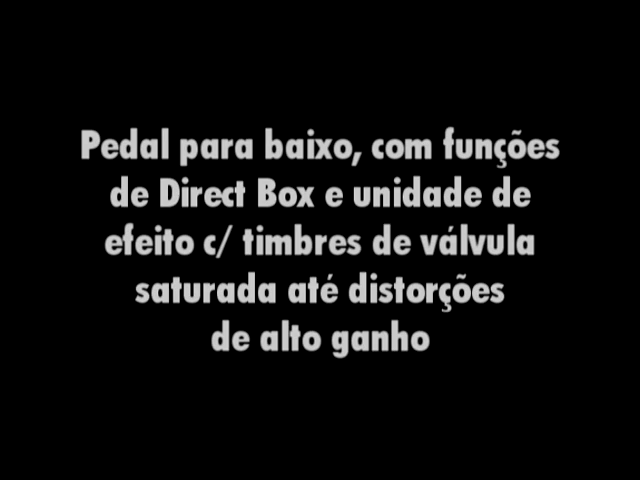 Pedal para baixo, com funções
de Direct Box e unidade de
efeito c/ timbres de válvula
saturada até distorções
de alto ganho